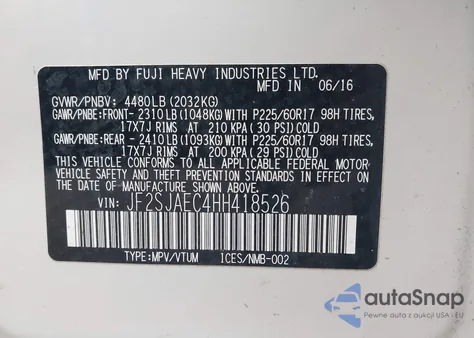 MFD. BY FUJI HEAVY INDUSTRIES LTD.
IN 06/16
GVWR/PNBV: 4480LB(2032KG)
GAWR/PNBE:FRONT- 2310LB(1048KG)WITH P225/60R17 98H TIRES,
17X7J RIMS AT 210 KPA(30 PSI)COLD
GAWR/PNBE:REAR - 2410LB(1093KG)WITH P225/60R17 98H TIRES,
17X7J RIMS AT 200 KPA(29 PSI)COLD
THIS VEHICLE CONFORMS TO ALL APPLICABLE FEDERAL MOTOR
VEHICLE SAFETY, BUMPER, AND THEFT PREVENTION STANDARDS
IN EFFECT ON THE DATE OF MANUFACTURE SHOWN ABOVE.
VIN: JF2SJAEC4HH418526
TYPE:MPV/VTUM ICES/NMB-002
autoSnap
Pewne auta z aukcji USA i EU